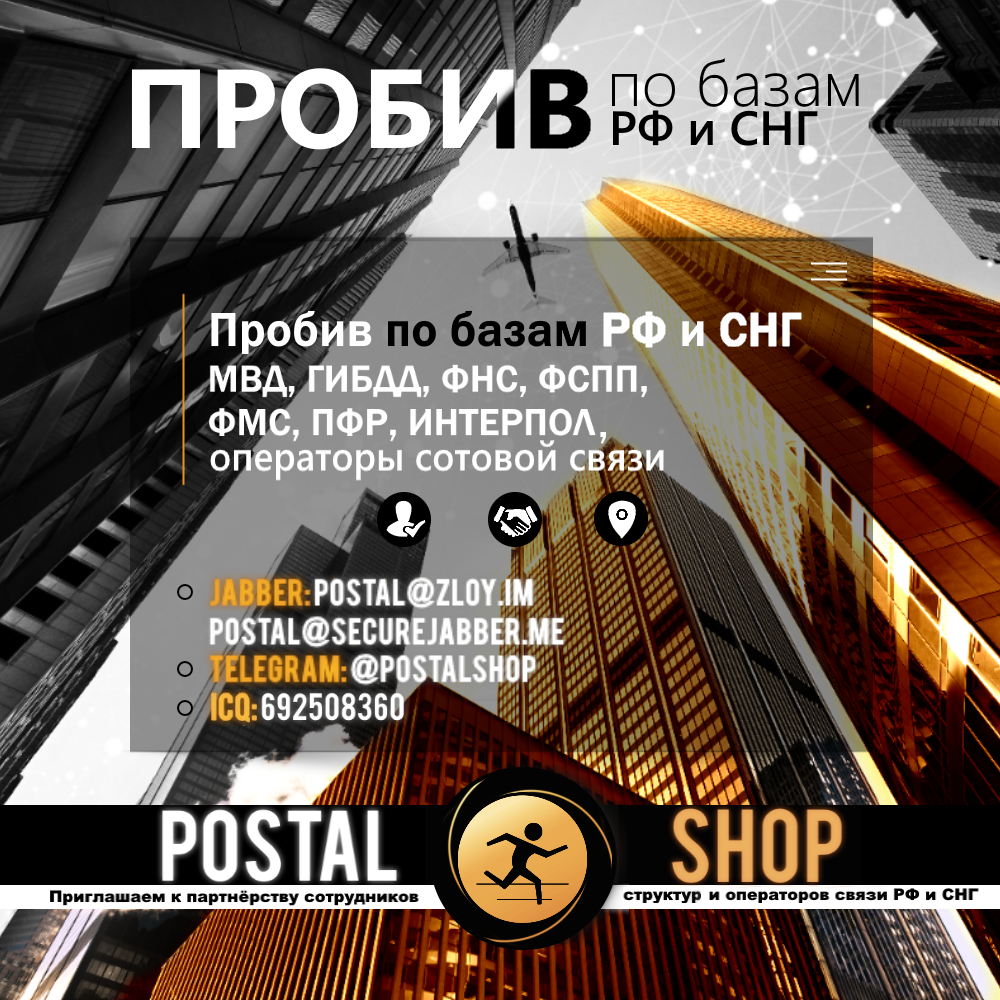 ПРОБИВ по базам
РФ и СНГ
Пробив по базам РФ и СНГ
МВД, ГИБДД, ФНС, ФСПП,
ФМС, ПФР, ИНТЕРПОЛ,
операторы сотовой связи
JABBER: POSTAL@ZLOY.IM
POSTAL@SECUREJABBER.ME
TELEGRAM: @POSTALSHOP
ICQ: 692508360
POSTAL SHOP
Приглашаем к партнёрству сотрудников структур и операторов связи РФ и СНГ